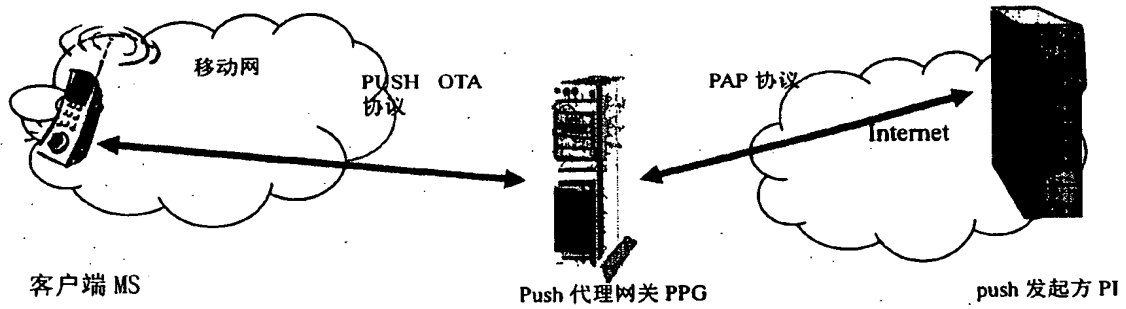 移动网
PUSH OTA
协议
PAP 协议
Internet
客户端 MS
Push 代理网关 PPG
push 发起方 PI